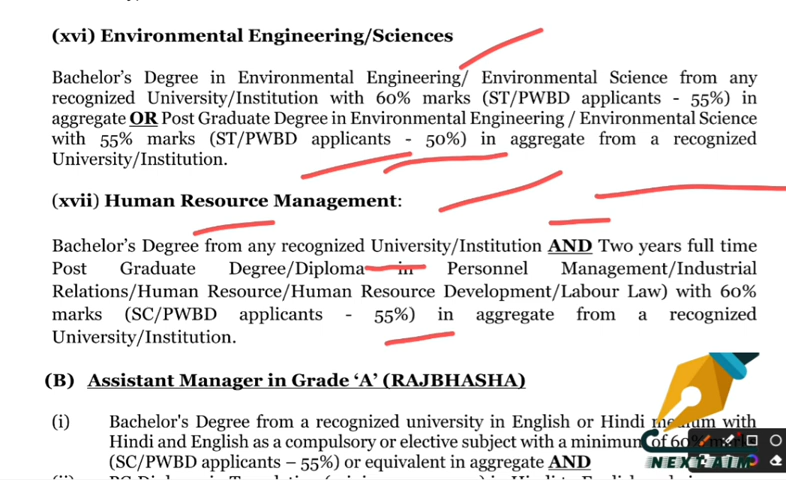 (xvi) Environmental Engineering/Sciences
Bachelor's Degree in Environmental Engineering/ Environmental Science from any
recognized University/Institution with 60% marks (ST/PWBD applicants - 55%) in
aggregate OR Post Graduate Degree in Environmental Engineering / Environmental Science
with 55% marks (ST/PWBD applicants - 50%) in aggregate from a recognized
University/Institution.
(xvii) Human Resource Management:
Bachelor's Degree from any recognized University/Institution AND Two years full time
Post Graduate Degree/Diploma in Personnel Management/Industrial
Relations/Human Resource/Human Resource Development/Labour Law) with 60%
marks (SC/PWBD applicants - 55%) in aggregate from a recognized
University/Institution.
(B) Assistant Manager in Grade 'A' (RAJBHASHA)
(i) Bachelor's Degree from a recognized university in English or Hindi medium with
Hindi and English as a compulsory or elective subject with a minimum of 60%
(SC/PWBD applicants – 55%) or equivalent in aggregate AND